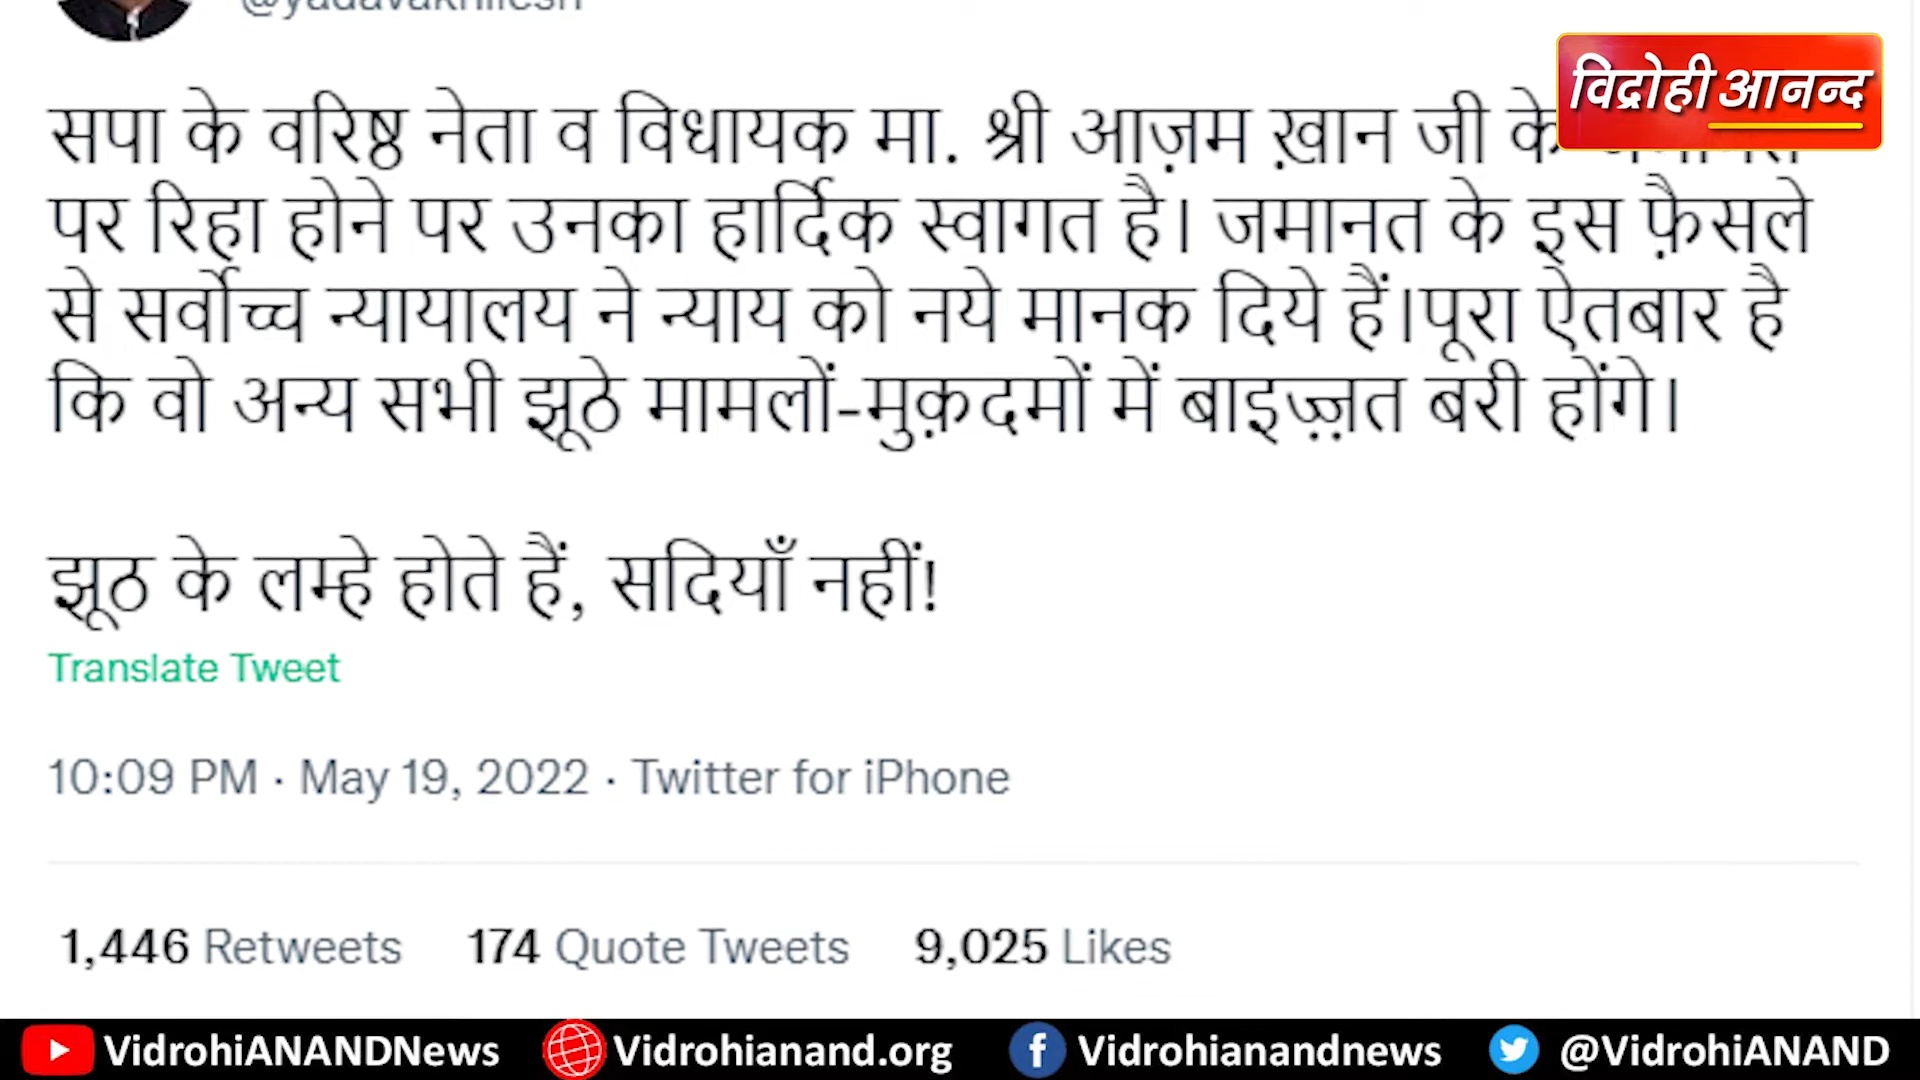 @yadavakhilesh
विद्रोही आनन्द
सपा के वरिष्ठ नेता व विधायक मा. श्री आज़म ख़ान जी के
पर रिहा होने पर उनका हार्दिक स्वागत है। जमानत के इस फ़ैसले
से सर्वोच्च न्यायालय ने न्याय को नये मानक दिये हैं।पूरा ऐतबार है
कि वो अन्य सभी झूठे मामलों-मुक़दमों में बाइज़्ज़त बरी होंगे।
झूठ के लम्हे होते हैं, सदियाँ नहीं!
Translate Tweet
10:09 PM · May 19, 2022 · Twitter for iPhone
1,446 Retweets 174 Quote Tweets 9,025 Likes
VidrohiANANDNews Vidrohianand.org Vidrohianandnews @VidrohiANAND